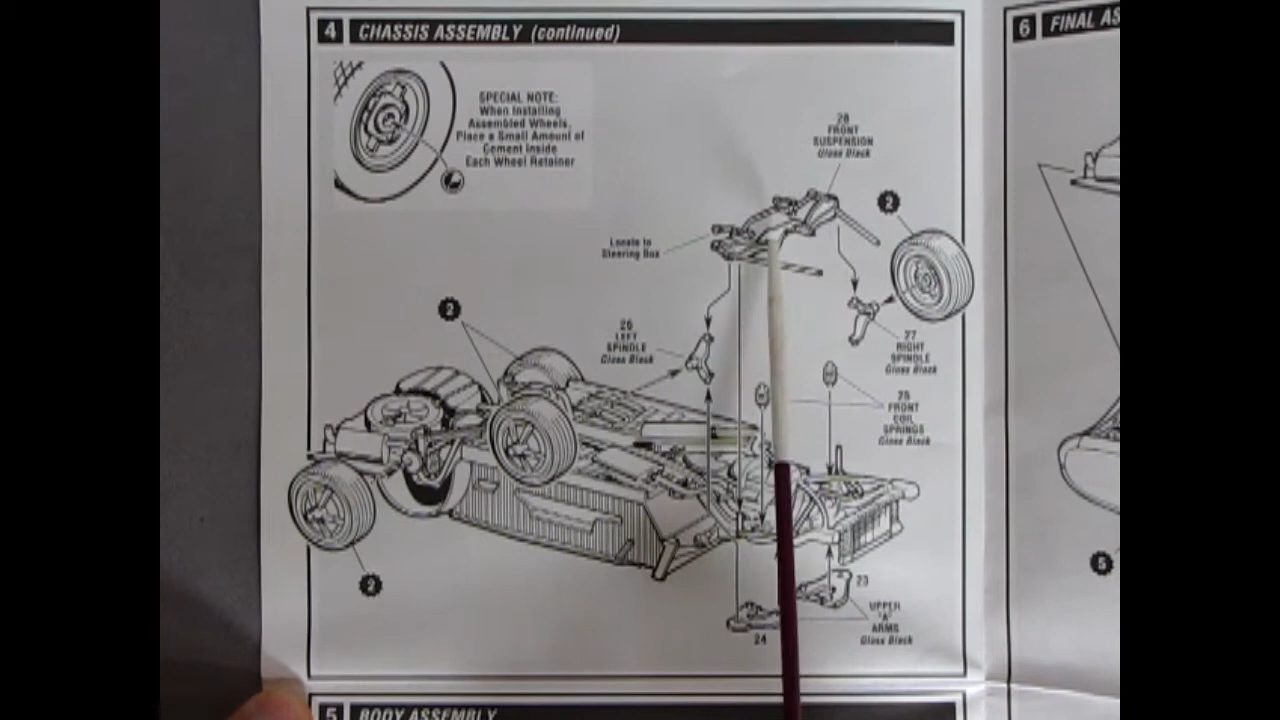 4 CHASSIS ASSEMBLY (continued)
6 FINAL AS
SPECIAL NOTE:
When Installing
Assembled Wheels,
Place a Small Amount of
Cement Inside
Each Wheel Retainer
28
FRONT
SUSPENSION
Gloss Black
2
Locate to
Steering Box
2
26
LEFT
SPINDLE
Gloss Black
27
RIGHT
SPINDLE
Gloss Black
25
FRONT
COIL
SPRINGS
Gloss Black
5
2
23
UPPER
"A"
ARMS
Gloss Black
24
5 BODY ASSEMBLY